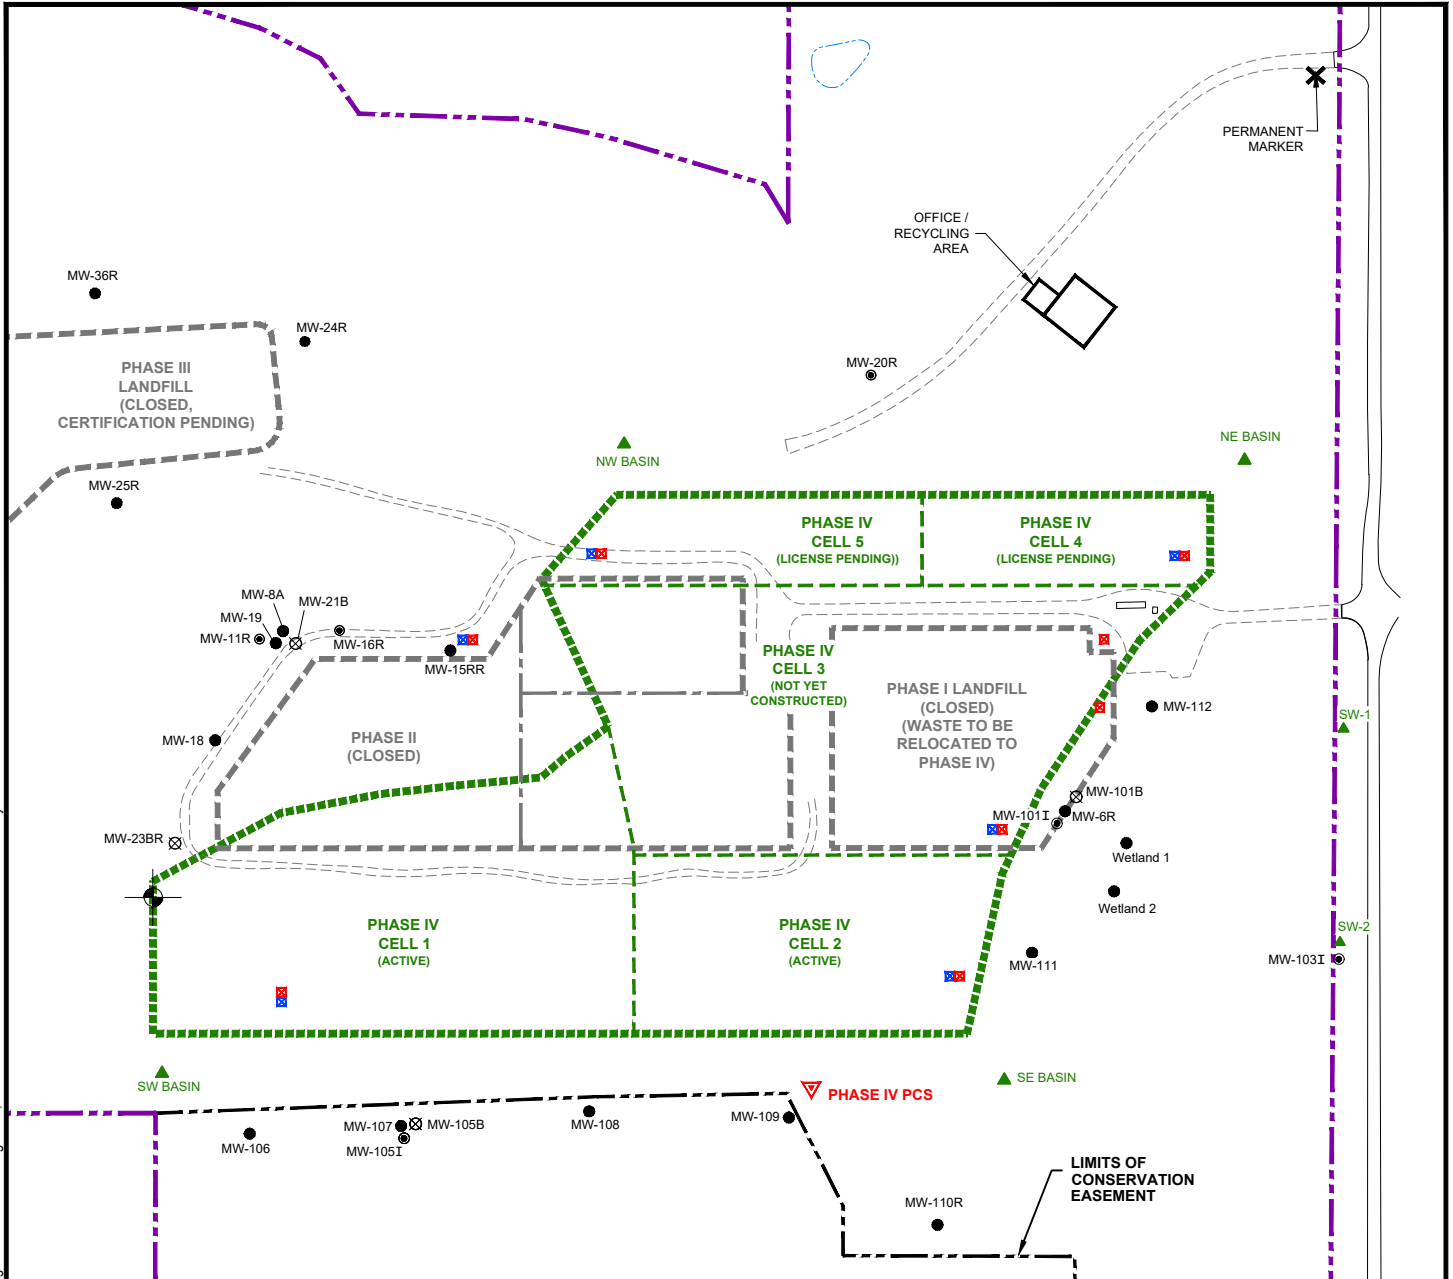 PERMANENT
MARKER
OFFICE /
RECYCLING
AREA
MW-36R
MW-24R
PHASE III
LANDFILL
(CLOSED,
CERTIFICATION PENDING)
MW-20R
NW BASIN
NE BASIN
MW-25R
PHASE IV
CELL 5
(LICENSE PENDING))
PHASE IV
CELL 4
(LICENSE PENDING)
MW-8A
MW-21B
MW-19
MW-11R
MW-16R
MW-15RR
PHASE IV
CELL 3
(NOT YET
CONSTRUCTED)
PHASE I LANDFILL
(CLOSED)
(WASTE TO BE
RELOCATED TO
PHASE IV)
MW-112
SW-1
MW-18
PHASE II
(CLOSED)
MW-101B
MW-101I
MW-6R
MW-23BR
Wetland 1
Wetland 2
PHASE IV
CELL 1
(ACTIVE)
PHASE IV
CELL 2
(ACTIVE)
SW-2
MW-103I
MW-111
SW BASIN
SE BASIN
PHASE IV PCS
MW-106
MW-107
MW-105B
MW-105I
MW-108
MW-109
MW-110R
LIMITS OF
CONSERVATION
EASEMENT